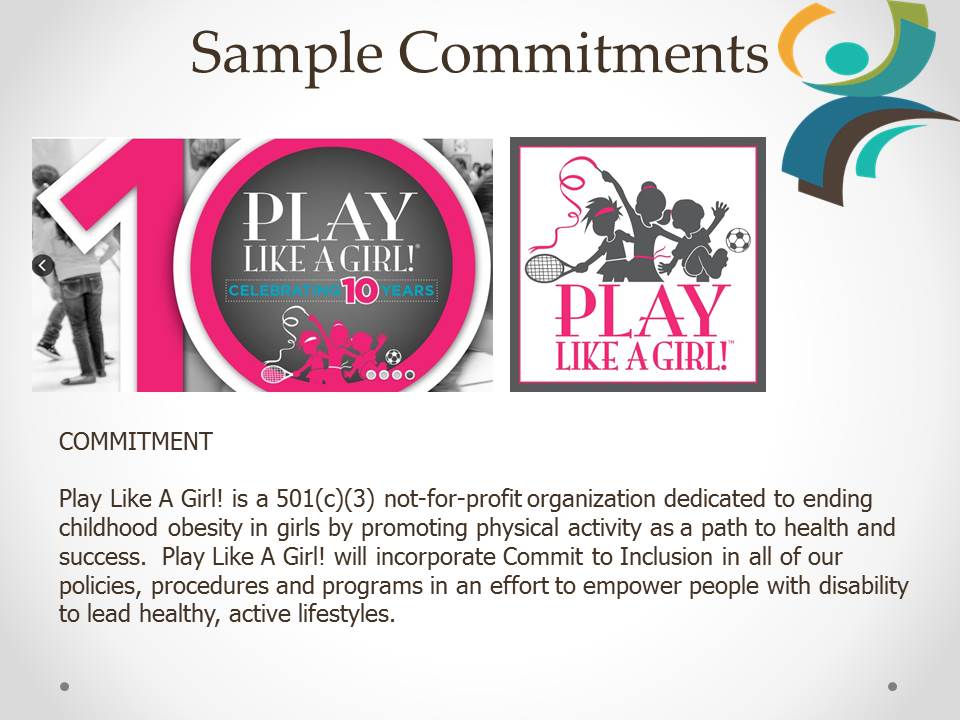 Sample Commitments
10
PLAY
LIKE A GIRL!®
CELEBRATING 10 YEARS
PLAY
LIKE A GIRL!™
COMMITMENT
Play Like A Girl! is a 501(c)(3) not-for-profit organization dedicated to ending
childhood obesity in girls by promoting physical activity as a path to health and
success.  Play Like A Girl! will incorporate Commit to Inclusion in all of our
policies, procedures and programs in an effort to empower people with disability
to lead healthy, active lifestyles.